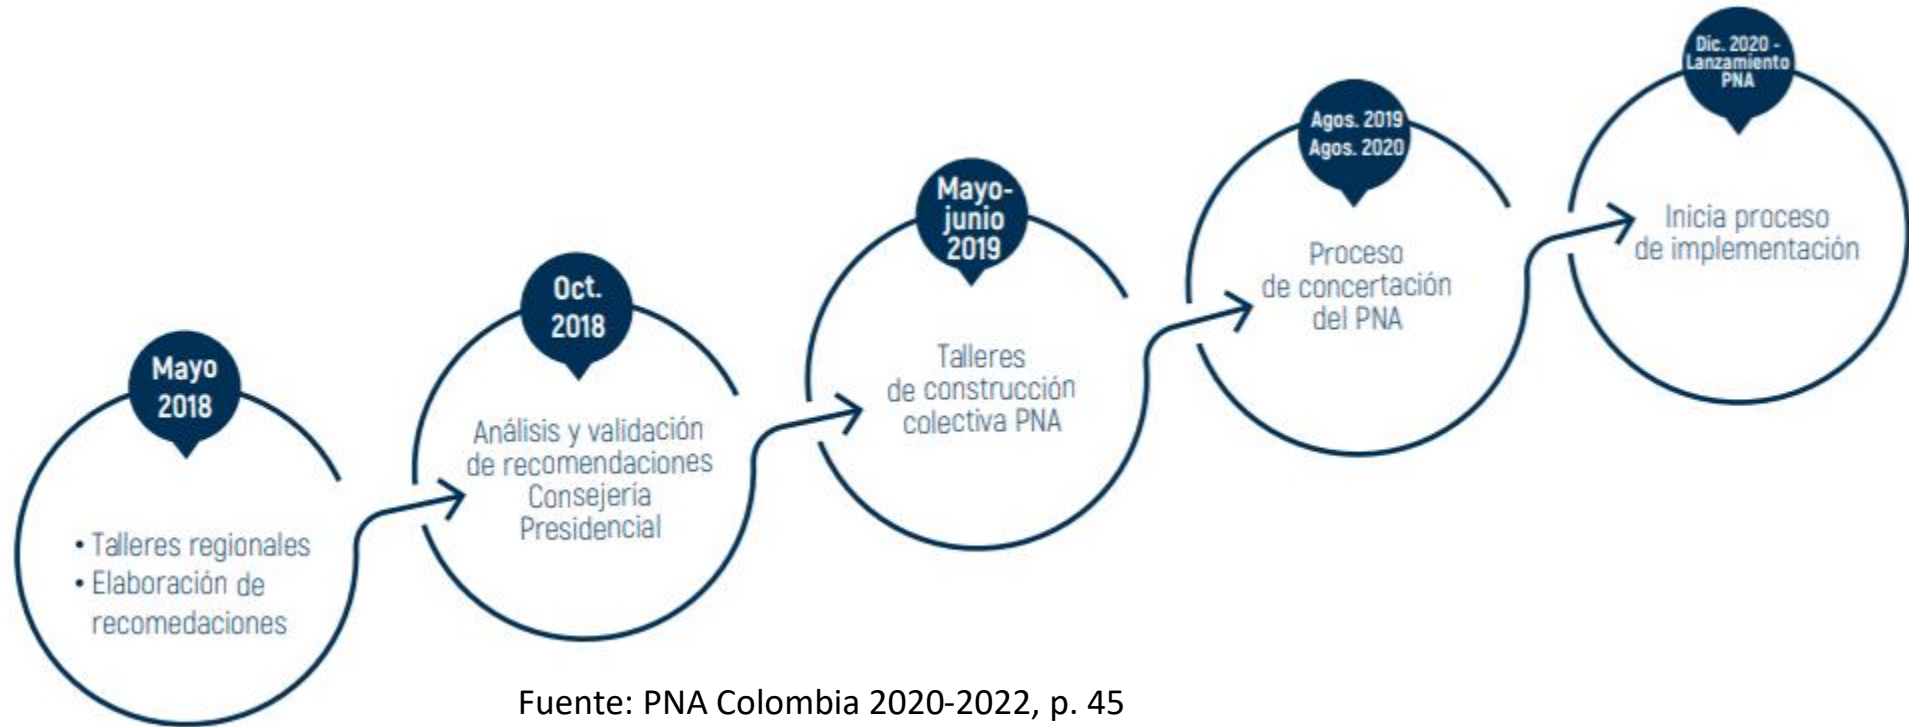 Mayo
2018
• Talleres regionales
• Elaboración de
recomedaciones
Oct.
2018
Análisis y validación
de recomendaciones
Consejería
Presidencial
Mayo-
junio
2019
Talleres
de construcción
colectiva PNA
Agos. 2019
Agos. 2020
Proceso
de concertación
del PNA
Dic. 2020 -
Lanzamiento
PNA
Inicia proceso
de implementación
Fuente: PNA Colombia 2020-2022, p. 45